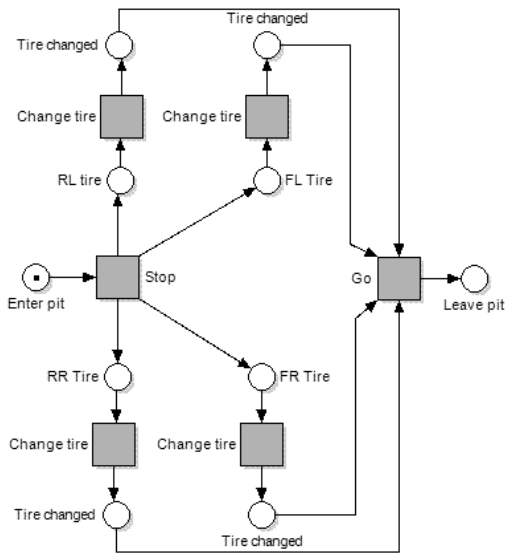 Tire changed
Tire changed
Change tire
Change tire
RL tire
FL Tire
Stop
Go
Enter pit
Leave pit
RR Tire
FR Tire
Change tire
Change tire
Tire changed
Tire changed